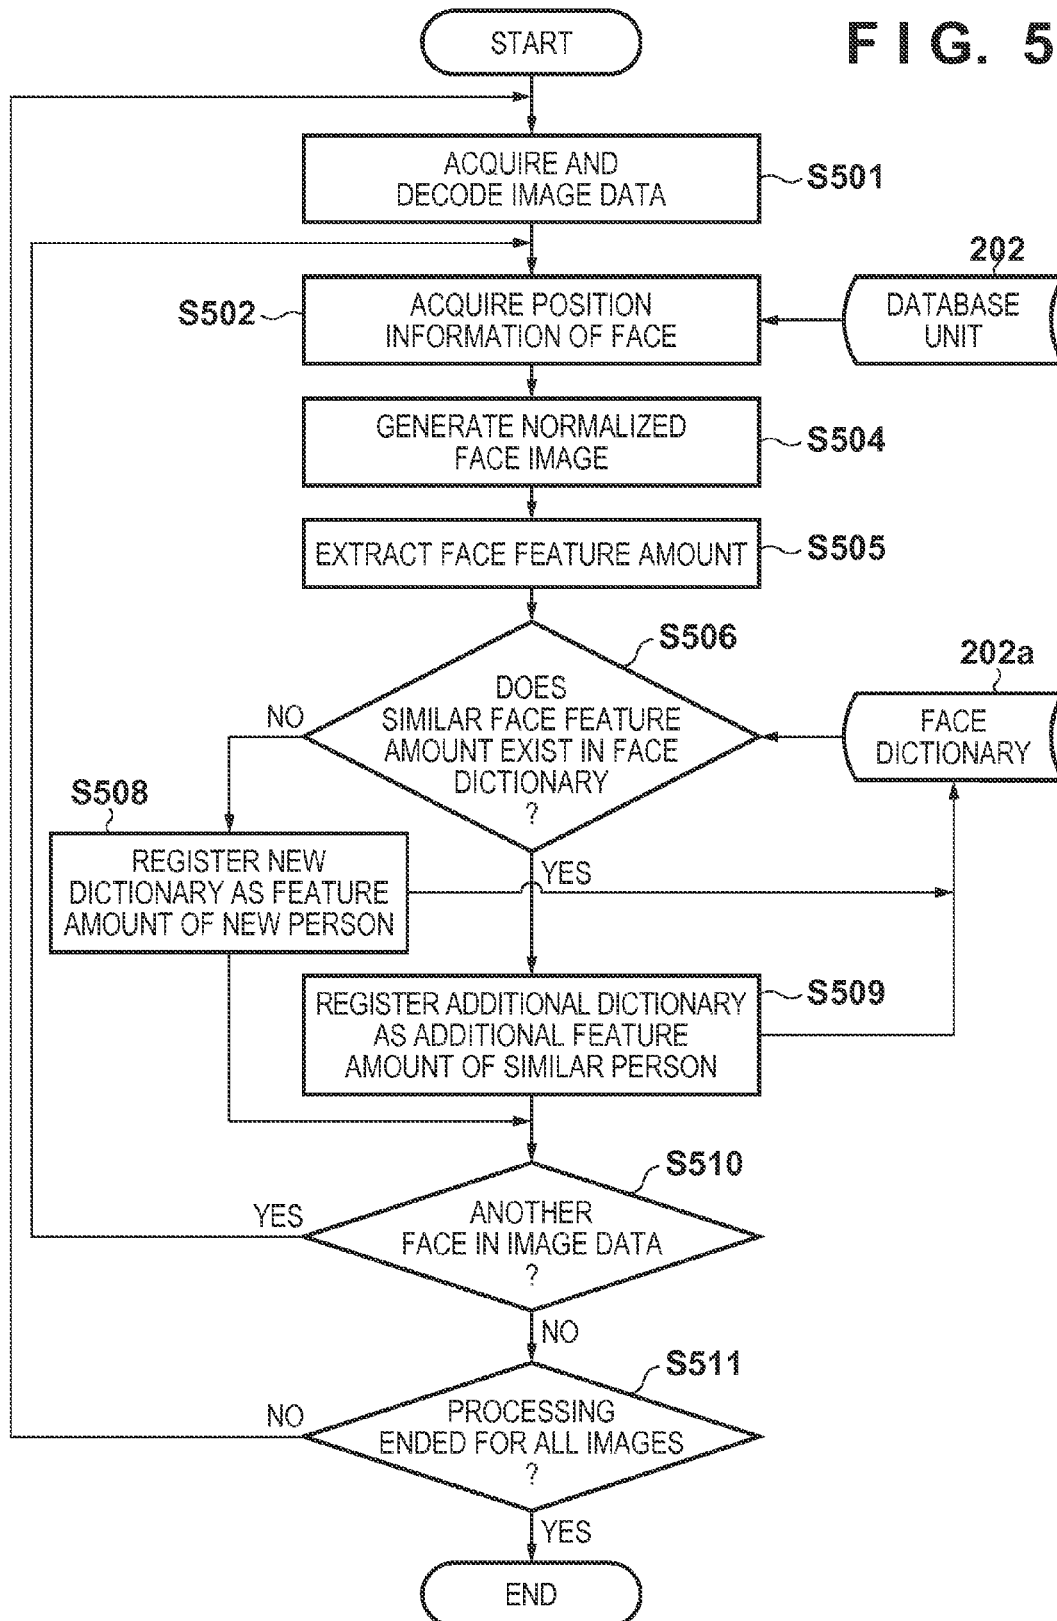 FIG. 5
START
ACQUIRE AND
DECODE IMAGE DATA
S501
202
S502
ACQUIRE POSITION
INFORMATION OF FACE
DATABASE
UNIT
GENERATE NORMALIZED
FACE IMAGE
S504
EXTRACT FACE FEATURE AMOUNT
S505
S506
DOES
SIMILAR FACE FEATURE
AMOUNT EXIST IN FACE
DICTIONARY
?
NO
202a
FACE
DICTIONARY
S508
REGISTER NEW
DICTIONARY AS FEATURE
AMOUNT OF NEW PERSON
YES
REGISTER ADDITIONAL DICTIONARY
AS ADDITIONAL FEATURE
AMOUNT OF SIMILAR PERSON
S509
S510
YES
ANOTHER
FACE IN IMAGE DATA
?
NO
S511
NO
PROCESSING
ENDED FOR ALL IMAGES
?
YES
END